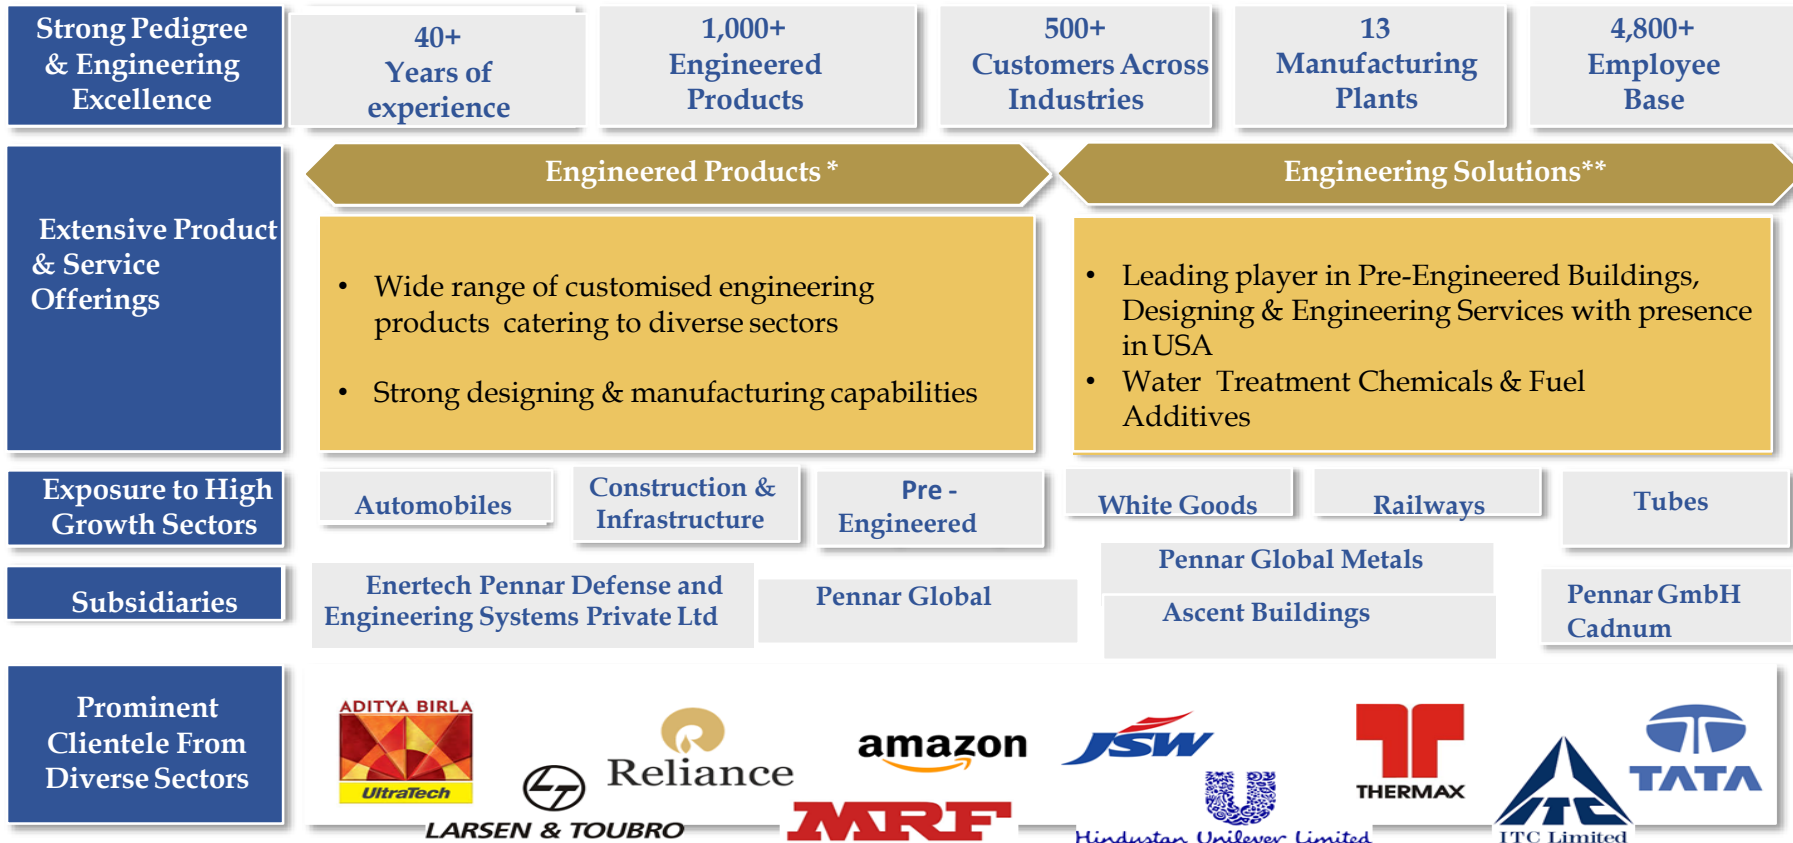 Strong Pedigree
& Engineering
Excellence
40+
Years of
experience
1,000+
Engineered
Products
500+
Customers Across
Industries
13
Manufacturing
Plants
4,800+
Employee
Base
Extensive Product
& Service
Offerings
Engineered Products *
• Wide range of customised engineering
products catering to diverse sectors
• Strong designing & manufacturing capabilities
Engineering Solutions**
• Leading player in Pre-Engineered Buildings,
Designing & Engineering Services with presence
in USA
• Water Treatment Chemicals & Fuel
Additives
Exposure to High
Growth Sectors
Automobiles
Construction &
Infrastructure
Pre -
Engineered
White Goods
Railways
Tubes
Subsidiaries
Enertech Pennar Defense and
Engineering Systems Private Ltd
Pennar Global
Pennar Global Metals
Ascent Buildings
Pennar GmbH
Cadnum
Prominent
Clientele From
Diverse Sectors
ADITYA BIRLA
UltraTech
LARSEN & TOUBRO
Reliance
amazon
MRF
JSW
Hindustan Unilever Limited
THERMAX
ITC
ITC Limited
TATA